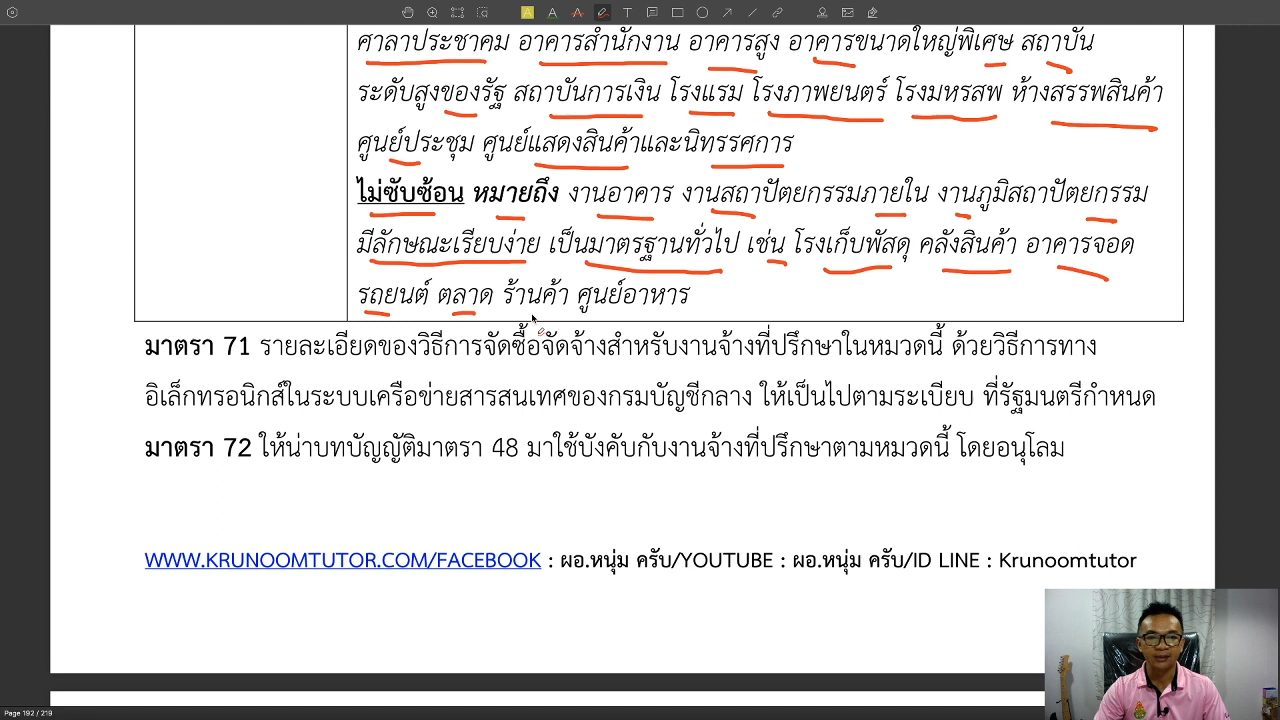 ศาลาประชาคม อาคารสำนักงาน อาคารสูง อาคารขนาดใหญ่พิเศษ สถาบัน
ระดับสูงของรัฐ สถาบันการเงิน โรงแรม โรงภาพยนตร์ โรงมหรสพ ห้างสรรพสินค้า
ศูนย์ประชุม ศูนย์แสดงสินค้าและนิทรรศการ
ไม่ซับซ้อน หมายถึง งานอาคาร งานสถาปัตยกรรมภายใน งานภูมิสถาปัตยกรรม
มีลักษณะเรียบง่าย เป็นมาตรฐานทั่วไป เช่น โรงเก็บพัสดุ คลังสินค้า อาคารจอด
รถยนต์ ตลาด ร้านค้า ศูนย์อาหาร
มาตรา 71 รายละเอียดของวิธีการจัดซื้อจัดจ้างสำหรับงานจ้างที่ปรึกษาในหมวดนี้ ด้วยวิธีการทาง
อิเล็กทรอนิกส์ในระบบเครือข่ายสารสนเทศของกรมบัญชีกลาง ให้เป็นไปตามระเบียบ ที่รัฐมนตรีกำหนด
มาตรา 72 ให้น่าบทบัญญัติมาตรา 48 มาใช้บังคับกับงานจ้างที่ปรึกษาตามหมวดนี้ โดยอนุโลม
WWW.KRUNOOMTUTOR.COM/FACEBOOK : ผอ.หนุ่ม ครับ/YOUTUBE : ผอ.หนุ่ม ครับ/ID LINE : Krunoomtutor
Page 192 / 219